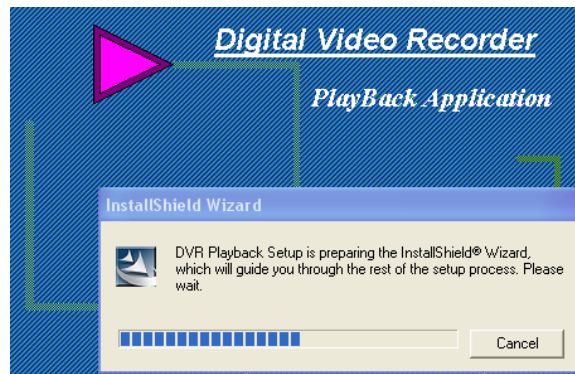 Digital Video Recorder
PlayBack Application
InstallShield Wizard
DVR Playback Setup is preparing the InstallShield® Wizard,
which will guide you through the rest of the setup process. Please
wait.
Cancel